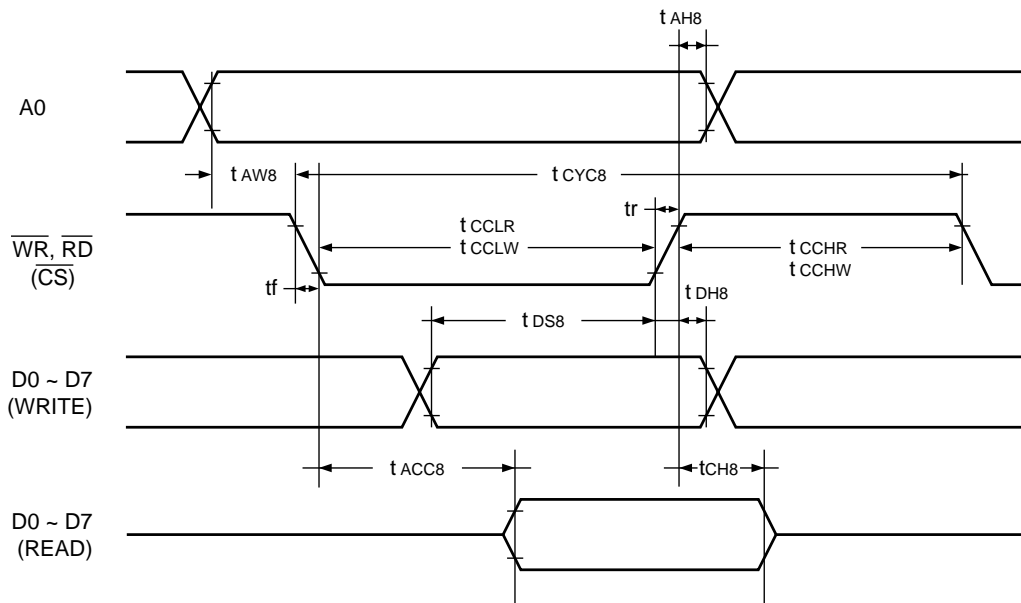 t AH8
A0
t AW8
t CYC8
WR, RD
(CS)
t CCLR
t CCLW
tr
t CCHR
t CCHW
tf
t DH8
t DS8
D0 ~ D7
(WRITE)
t ACC8
tCH8
D0 ~ D7
(READ)